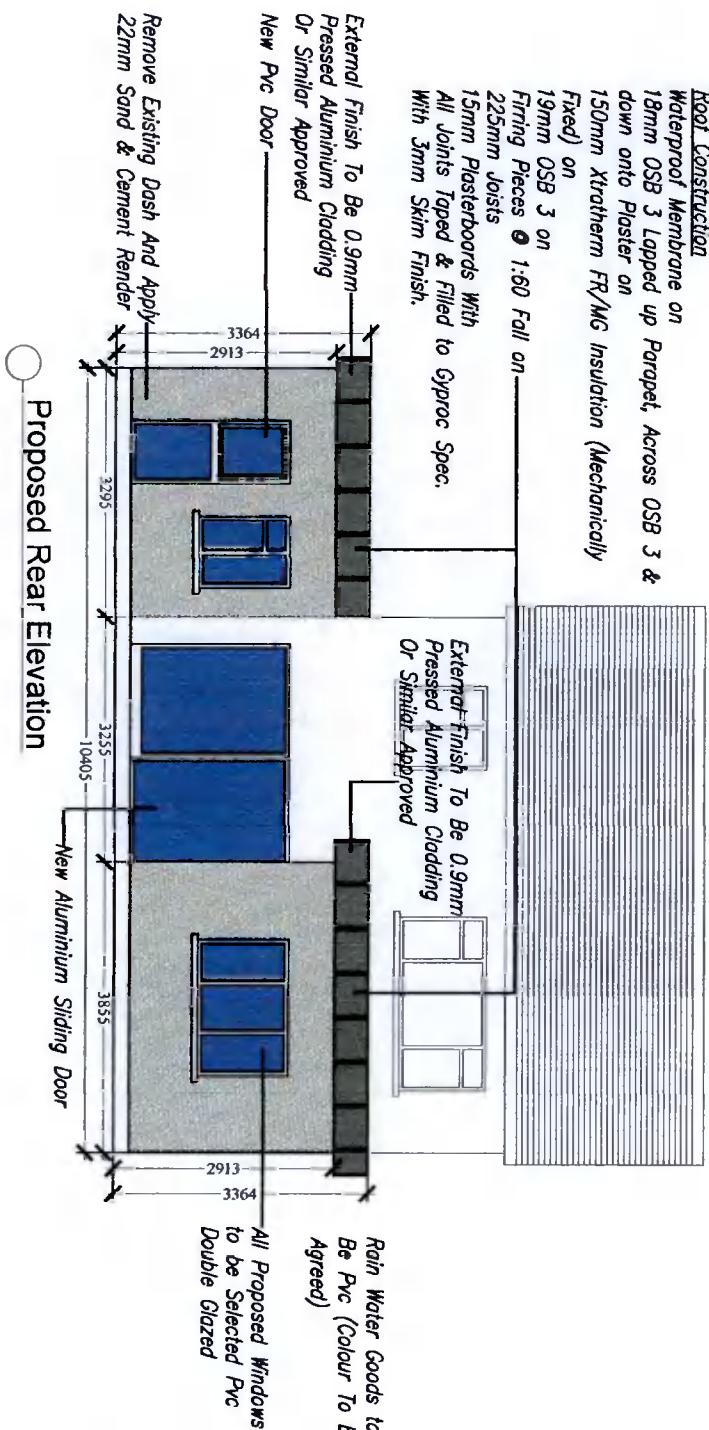 Roof Construction
Waterproof Membrane on
18mm OSB 3 Lapped up Parapet, Across OSB 3 &
down onto Plaster on
150mm Xtratherm FR/MG Insulation (Mechanically
Fixed) on
19mm OSB 3 on
Firring Pieces @ 1:60 Fall on
225mm Joists
15mm Plasterboards With
All Joints Taped & Filled to Gyproc Spec.
With 3mm Skim Finish.
External Finish To Be 0.9mm
Pressed Aluminium Cladding
Or Similar Approved
New Pvc Door
Remove Existing Dash And Apply
22mm Sand & Cement Render
External Finish To Be 0.9mm
Pressed Aluminium Cladding
Or Similar Approved
Rain Water Goods to
Be Pvc (Colour To B
Agreed)
All Proposed Windows
to be Selected Pvc
Double Glazed
New Aluminium Sliding Door
3364
2913
3295
3255
3855
10405
2913
3364
Proposed Rear Elevation